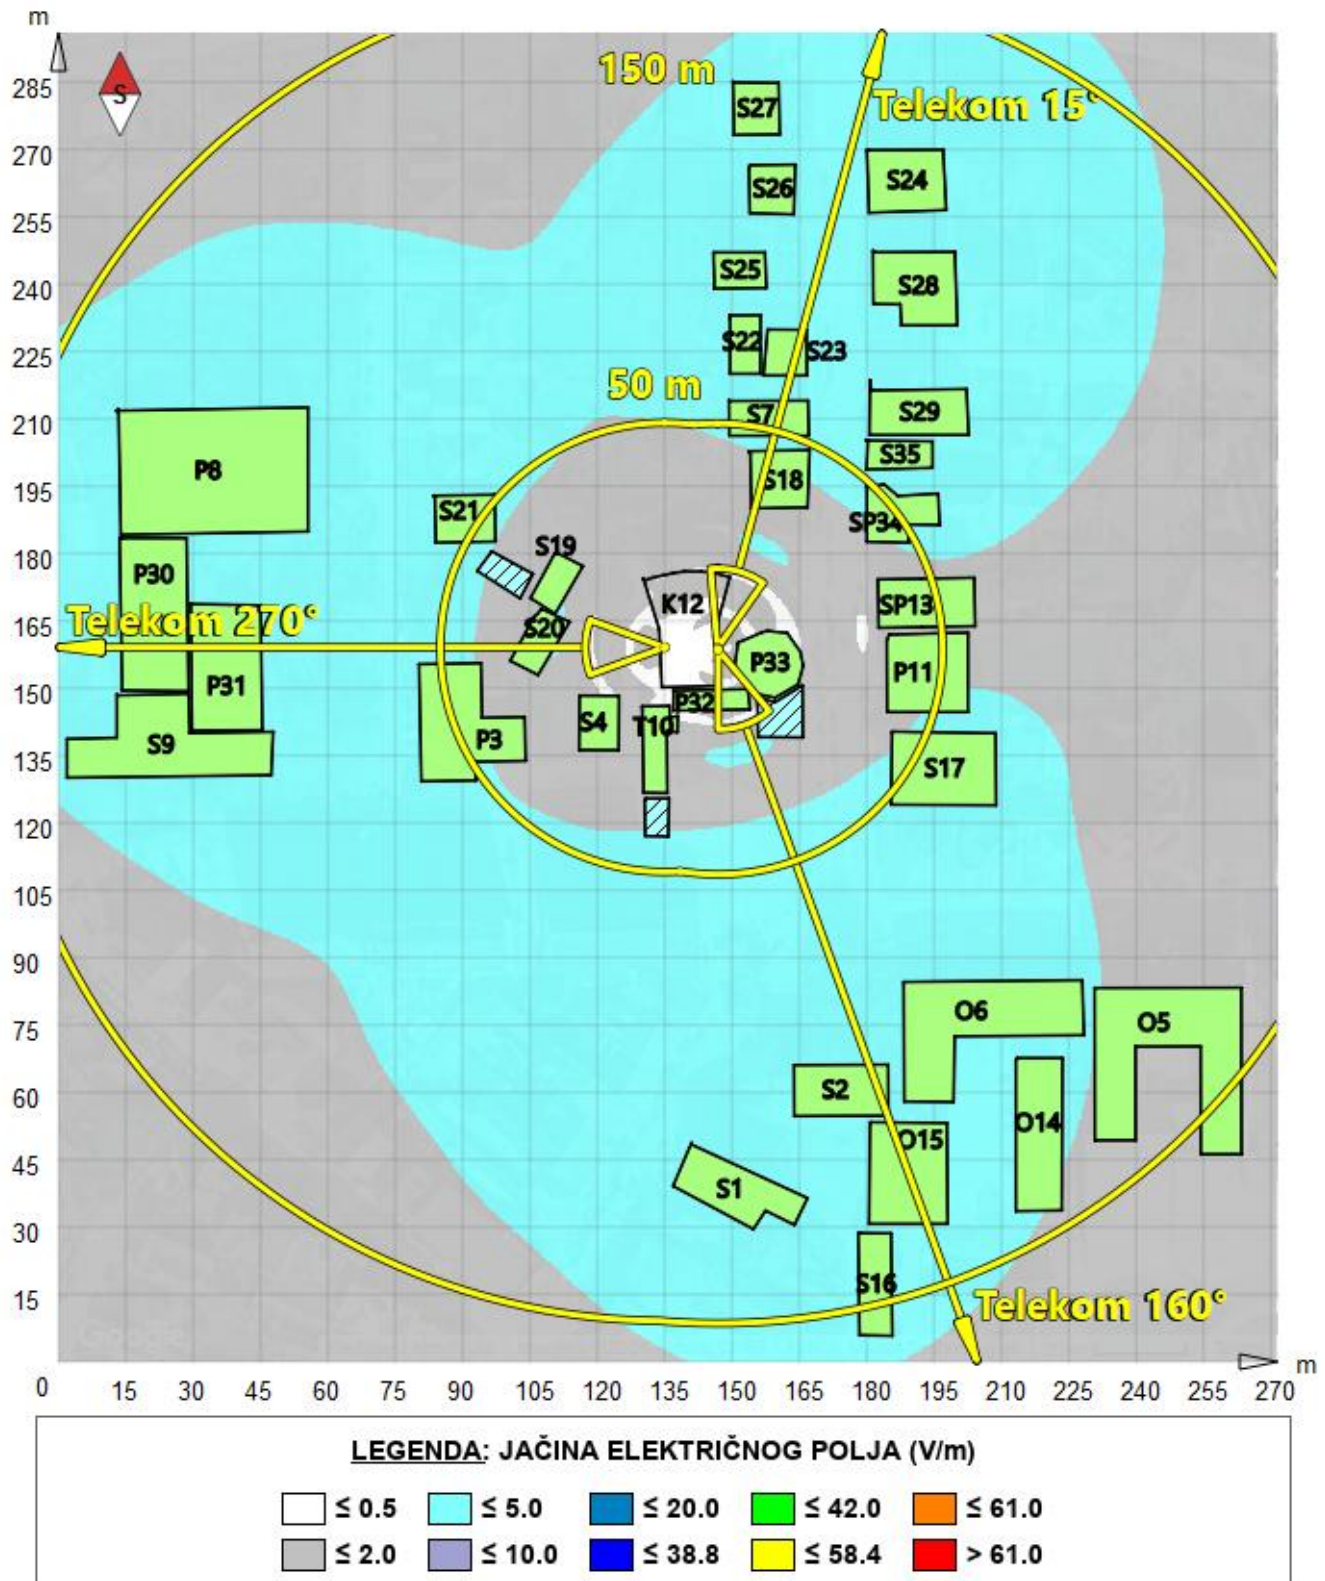 m
S
150 m
Telekom 15°
285
S27
270
S26
S24
255
S25
240
S28
S22
S23
225
50 m
S7
S29
210
P8
S35
195
S18
S21
SP34
180
S19
P30
K12
SP13
165
Telekom 270°
S20
P33
P11
150
P31
P32
S4
T10
S9
P3
135
S17
120
105
90
O6
O5
75
60
S2
O14
O15
45
S1
30
S16
15
Telekom 160°
m
0 15 30 45 60 75 90 105 120 135 150 165 180 195 210 225 240 255 270
LEGENDA: JAČINA ELEKTRIČNOG POLJA (V/m)
≤ 0.5 ≤ 5.0 ≤ 20.0 ≤ 42.0 ≤ 61.0
≤ 2.0 ≤ 10.0 ≤ 38.8 ≤ 58.4 > 61.0